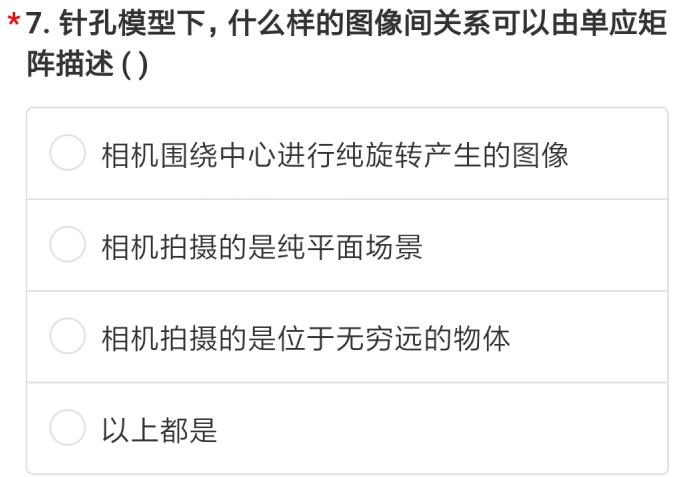 *7. 针孔模型下, 什么样的图像间关系可以由单应矩
阵描述 ( )
相机围绕中心进行纯旋转产生的图像
相机拍摄的是纯平面场景
相机拍摄的是位于无穷远的物体
以上都是